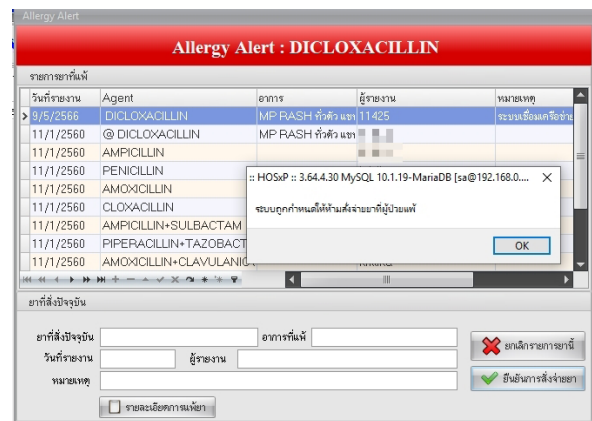 Allergy Alert
Allergy Alert : DICLOXACILLIN
รายการยาที่แพ้
วันที่รายงาน Agent อาการ ผู้รายงาน หมายเหตุ
9/5/2566 DICLOXACILLIN MP RASH ทั่วตัว แขา 11425 ระบบเชื่อมเครือข่าย
11/1/2560 @ DICLOXACILLIN MP RASH ทั่วตัว แขา
11/1/2560 AMPICILLIN
11/1/2560 PENICILLIN
11/1/2560 AMOXICILLIN
11/1/2560 CLOXACILLIN
11/1/2560 AMPICILLIN+SULBACTAM
11/1/2560 PIPERACILLIN+TAZOBACT
11/1/2560 AMOXICILLIN+CLAVULANIC
:: HOSxP :: 3.64.4.30 MySQL 10.1.19-MariaDB [sa@192.168.0....
ระบบถูกกำหนดให้ห้ามสั่งจ่ายยาที่ผู้ป่วยแพ้
OK
ยาที่สั่งปัจจุบัน
ยาที่สั่งปัจจุบัน อาการที่แพ้
วันที่รายงาน ผู้รายงาน
หมายเหตุ
ยกเลิกรายการยานี้
ยืนยันการสั่งจ่ายยา
รายละเอียดการแพ้ยา